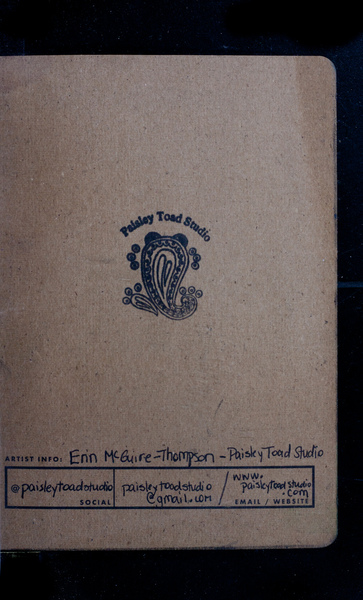 Paisley Toad Studio
ARTIST INFO: Erin McGuire-Thompson - Paisley Toad Studio
@paisleytoadstudio
SOCIAL
paisleytoadstudio
@gmail.com
/ www.
paisleytoadstudio
.com
EMAIL / WEBSITE